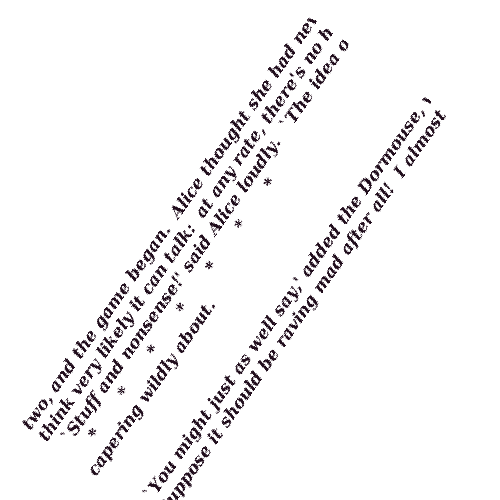 two, and the game began. Alice thought she had
think very likely it can talk: at any rate, there's no
`Stuff and nonsense!' said Alice loudly. `The idea
* * * * * * *
capering wildly about.
`You might just as well say,' added the Dormouse,
it should be raving mad after all! I almost